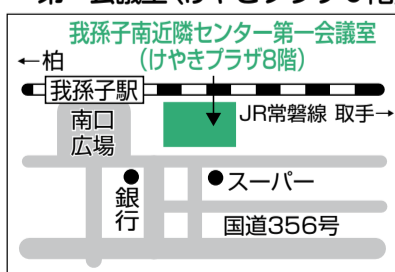 我孫子南近隣センター第一会議室
(けやきプラザ8階)
←柏
我孫子駅
JR常磐線 取手→
南口
広場
銀行
スーパー
国道356号